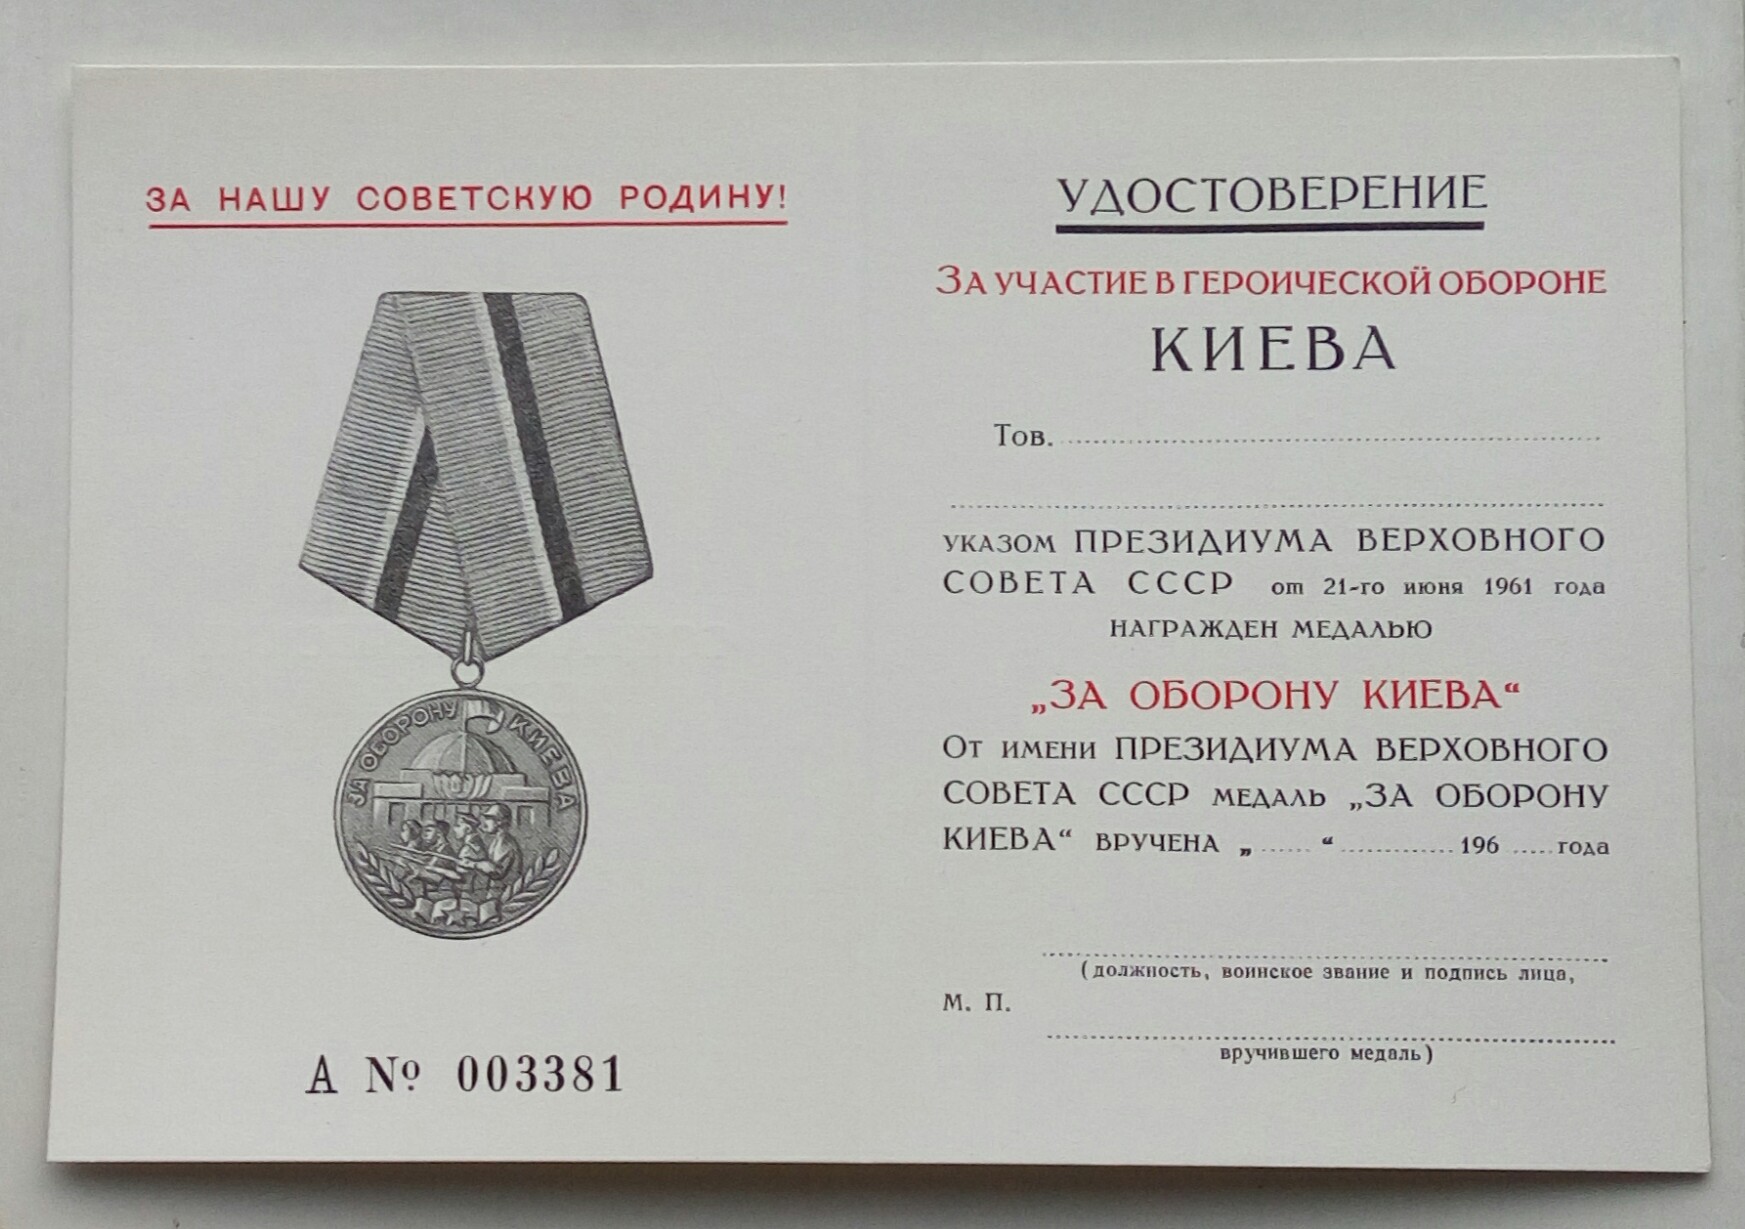 ЗА НАШУ СОВЕТСКУЮ РОДИНУ!
ЗА ОБОРОНУ КИЕВА
А № 003381
УДОСТОВЕРЕНИЕ
ЗА УЧАСТИЕ В ГЕРОИЧЕСКОЙ ОБОРОНЕ
КИЕВА
Тов.
УКАЗОМ ПРЕЗИДИУМА ВЕРХОВНОГО
СОВЕТА СССР от 21-го июня 1961 года
НАГРАЖДЕН МЕДАЛЬЮ
„ЗА ОБОРОНУ КИЕВА“
От имени ПРЕЗИДИУМА ВЕРХОВНОГО
СОВЕТА СССР МЕДАЛЬ „ЗА ОБОРОНУ
КИЕВА“ ВРУЧЕНА „......“ ............ 196 ..... года
(должность, воинское звание и подпись лица,
М. П.
вручившего медаль)